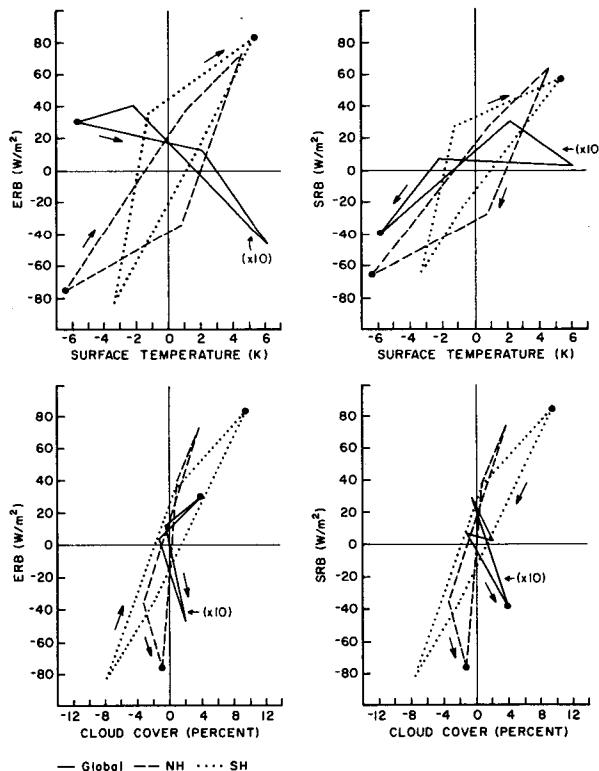 80
60
40
20
0
-20
-40
-60
-80
ERB (W/m²)
-6 -4 -2 0 2 4 6
SURFACE TEMPERATURE (K)
(x10)
80
60
40
20
0
-20
-40
-60
-80
SRB (W/m²)
-6 -4 -2 0 2 4 6
SURFACE TEMPERATURE (K)
(x10
80
60
40
20
0
-20
-40
-60
-80
ERB (W/m²)
-12 -8 -4 0 4 8 12
CLOUD COVER (PERCENT)
(x10)
80
60
40
20
0
-20
-40
-60
-80
SRB (W/m²)
-12 -8 -4 0 4 8 12
CLOUD COVER (PERCENT)
(x10)
Global NH SH